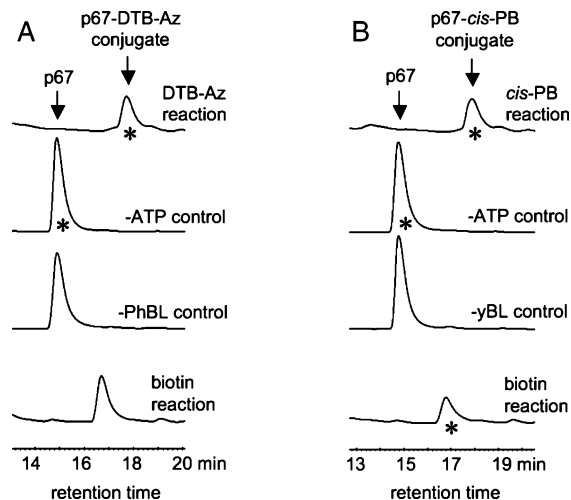 A
p67-DTB-Az
conjugate
p67
DTB-Az
reaction
*
-ATP control
*
-PhBL control
biotin
reaction
14 16 18 20 min
retention time
B
p67-cis-PB
conjugate
p67
cis-PB
reaction
*
-ATP control
*
-yBL control
biotin
reaction
*
13 15 17 19 min
retention time